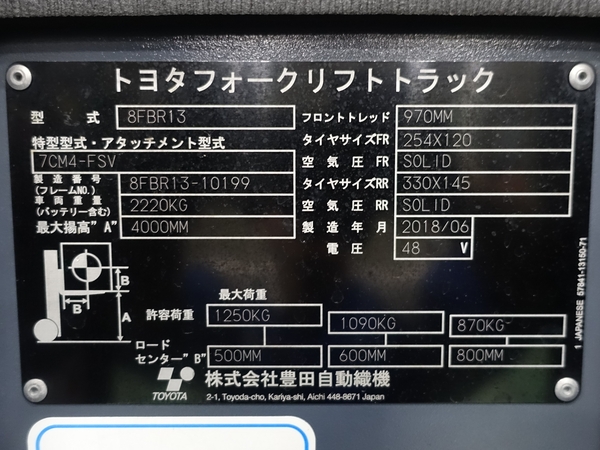 トヨタフォークリフトトラック
型 式 8FBR13 フロントトレッド 970MM
特型型式・アタッチメント型式 タイヤサイズFR 254X120
7CM4-FSV 空 気 圧 FR SOLID
製 造 番 号 (フレームNO.) 8FBR13-10199 タイヤサイズRR 330X145
車 両 重 量 (バッテリー含む) 2220KG 空 気 圧 RR SOLID
最大揚高"A" 4000MM 製 造 年 月 2018/06
電 圧 48 V
B
B A
最大荷重
許容荷重 1250KG 1090KG 870KG
ロード
センター"B" 500MM 600MM 800MM
TOYOTA 株式会社豊田自動織機
2-1, Toyoda-cho, Kariya-shi, Aichi 448-8671 Japan
1 JAPANESE 57841-13150-71